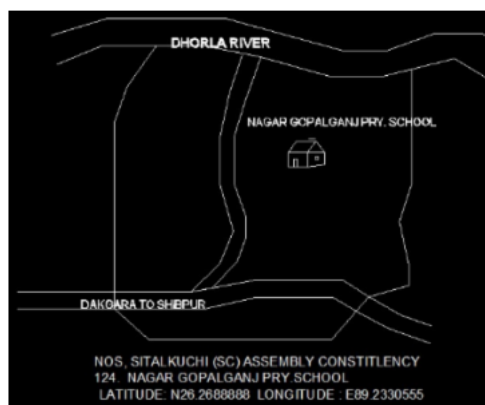 DHORLA RIVER
NAGAR GOPALGANJ PRY. SCHOOL
DAKGARA TO SHIBPUR
NOS, SITALKUCHI (SC) ASSEMBLY CONSTITLENCY
124. NAGAR GOPALGANJ PRY.SCHOOL
LATITUDE: N26.2688888 LONGITUDE : E89.2330555